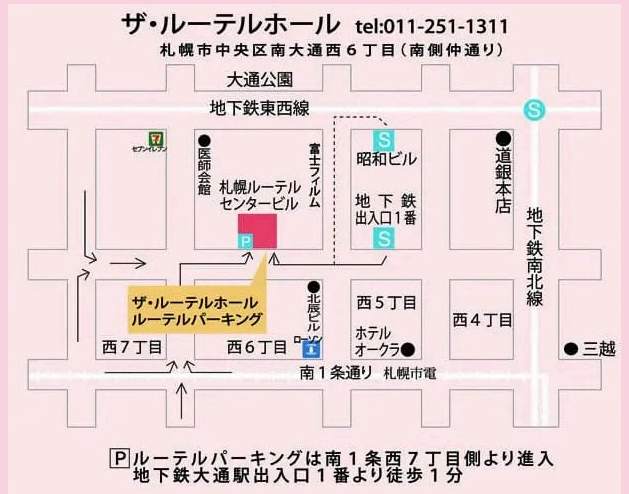 ザ・ルーテルホール tel:011-251-1311
札幌市中央区南大通西6丁目(南側仲通り)
大通公園
地下鉄東西線
S
7
セブンイレブン
医師会館
富士フイルム
S
昭和ビル
道銀本店
札幌ルーテル
センタービル
地下鉄
出入口1番
P
S
地下鉄南北線
ザ・ルーテルホール
ルーテルパーキング
北辰ビル
ローソン
西5丁目
ホテル
オークラ
西4丁目
西7丁目
西6丁目
三越
南1条通り 札幌市電
Pルーテルパーキングは南1条西7丁目側より進入
地下鉄大通駅出入口1番より徒歩1分